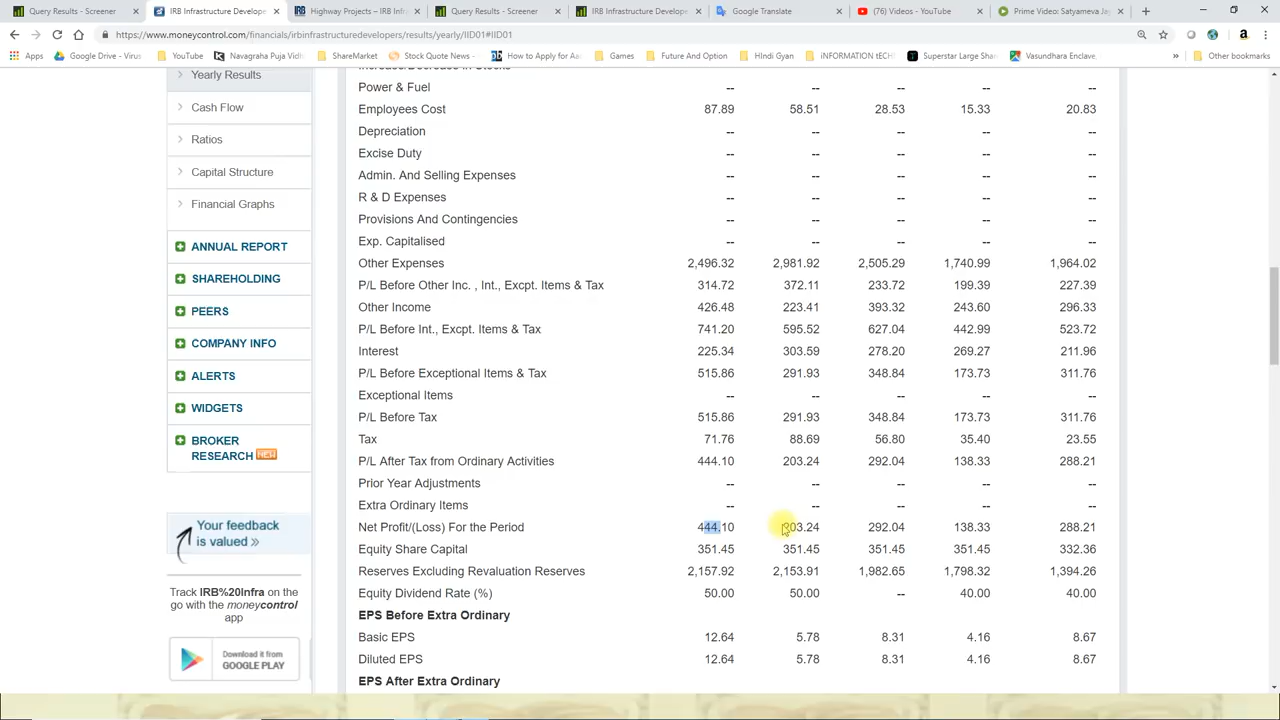 Query Results - Screener
IRB Infrastructure Develope
Highway Projects – IRB Inf
Query Results - Screener
IRB Infrastructure Develope
Google Translate
(76) Videos - YouTube
Prime Video: Satyameva Jay
https://www.moneycontrol.com/financials/irbinfrastructuredevelopers/results/yearly/IID01#IID01
Apps Google Drive - Virus YouTube Navagraha Puja Vidhi ShareMarket Stock Quote News - How to Apply for Aad Games Future And Option HIndi Gyan iNFORMATION tECH Superstar Large Shar Vasundhara Enclave, » Other bookmarks
Yearly Results
Cash Flow
Ratios
Capital Structure
Financial Graphs
ANNUAL REPORT
SHAREHOLDING
PEERS
COMPANY INFO
ALERTS
WIDGETS
BROKER
RESEARCH NEW
Your feedback
is valued »
Track IRB%20Infra on the
go with the moneycontrol
app
Download it from
GOOGLE PLAY
Power & Fuel -- -- -- -- --
Employees Cost 87.89 58.51 28.53 15.33 20.83
Depreciation -- -- -- -- --
Excise Duty -- -- -- -- --
Admin. And Selling Expenses -- -- -- -- --
R & D Expenses -- -- -- -- --
Provisions And Contingencies -- -- -- -- --
Exp. Capitalised -- -- -- -- --
Other Expenses 2,496.32 2,981.92 2,505.29 1,740.99 1,964.02
P/L Before Other Inc. , Int., Excpt. Items & Tax 314.72 372.11 233.72 199.39 227.39
Other Income 426.48 223.41 393.32 243.60 296.33
P/L Before Int., Excpt. Items & Tax 741.20 595.52 627.04 442.99 523.72
Interest 225.34 303.59 278.20 269.27 211.96
P/L Before Exceptional Items & Tax 515.86 291.93 348.84 173.73 311.76
Exceptional Items -- -- -- -- --
P/L Before Tax 515.86 291.93 348.84 173.73 311.76
Tax 71.76 88.69 56.80 35.40 23.55
P/L After Tax from Ordinary Activities 444.10 203.24 292.04 138.33 288.21
Prior Year Adjustments -- -- -- -- --
Extra Ordinary Items -- -- -- -- --
Net Profit/(Loss) For the Period 444.10 203.24 292.04 138.33 288.21
Equity Share Capital 351.45 351.45 351.45 351.45 332.36
Reserves Excluding Revaluation Reserves 2,157.92 2,153.91 1,982.65 1,798.32 1,394.26
Equity Dividend Rate (%) 50.00 50.00 -- 40.00 40.00
EPS Before Extra Ordinary
Basic EPS 12.64 5.78 8.31 4.16 8.67
Diluted EPS 12.64 5.78 8.31 4.16 8.67
EPS After Extra Ordinary